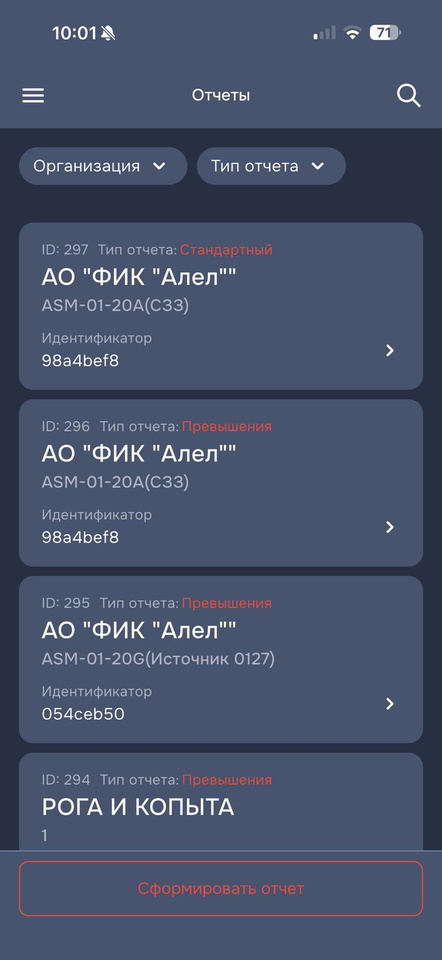 10:01
71
Отчеты
Организация
Тип отчета
ID: 297 Тип отчета: Стандартный
АО "ФИК "Алел""
ASM-01-20A(СЗЗ)
Идентификатор
98a4bef8
ID: 296 Тип отчета: Превышения
АО "ФИК "Алел""
ASM-01-20A(СЗЗ)
Идентификатор
98a4bef8
ID: 295 Тип отчета: Превышения
АО "ФИК "Алел""
ASM-01-20G(Источник 0127)
Идентификатор
054ceb50
ID: 294 Тип отчета: Превышения
РОГА И КОПЫТА
1
Сформировать отчет